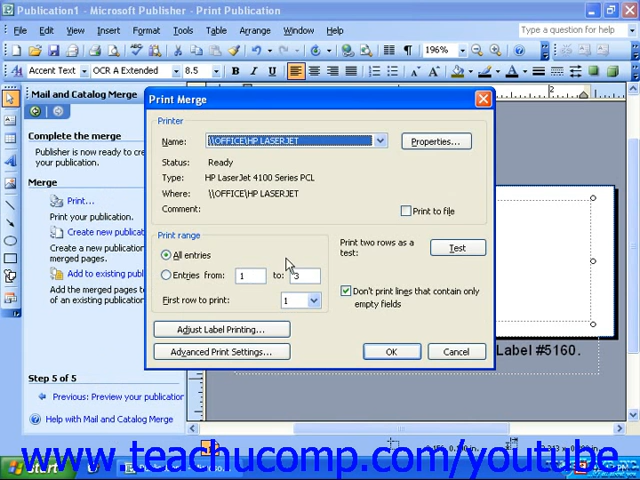 Publication1 - Microsoft Publisher - Print Publication
File Edit View Insert Format Tools Table Arrange Window Help Type a question for help
196%
Accent Text OCR A Extended 8.5
Mail and Catalog Merge
Complete the merge
Publisher is now ready to c
your publication.
Merge
Print...
Print your publication.
Create new public
Create a new publicati
merged pages.
Add to existing publ
Add the merged pages
of an existing publication
Step 5 of 5
Previous: Preview your publication
Help with Mail and Catalog Merge
Print Merge
Printer
Name: \\OFFICE\HP LASERJET Properties...
Status: Ready
Type: HP LaserJet 4100 Series PCL
Where: \\OFFICE\HP LASERJET
Comment: Print to file
Print range
All entries
Entries from: 1 to: 3
First row to print: 1
Print two rows as a
test: Test
Don't print lines that contain only
empty fields
Adjust Label Printing...
Advanced Print Settings... OK Cancel
2
Label #5160.
Start
www.teachucomp.com/youtube